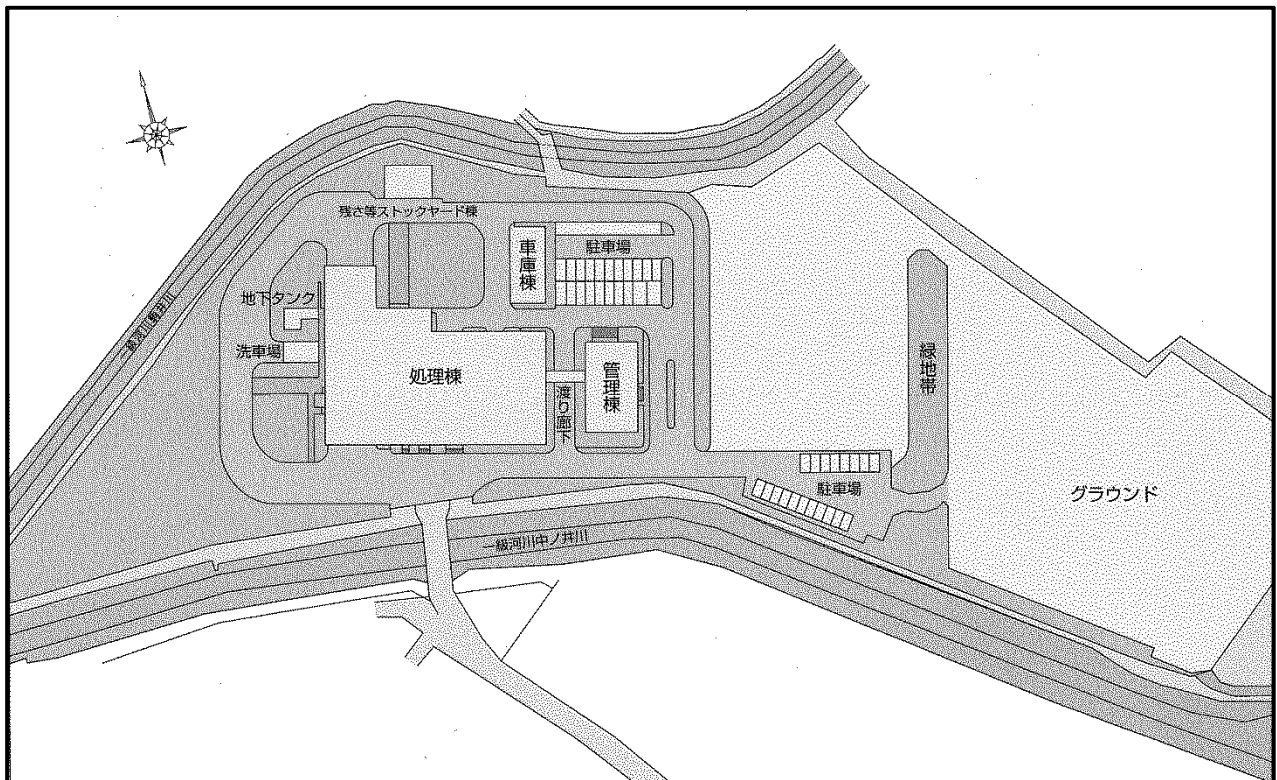 残さ等ストックヤード棟
車庫棟
駐車場
地下タンク
洗車場
処理棟
渡り廊下
管理棟
緑地帯
駐車場
グラウンド
一級河川中ノ井川